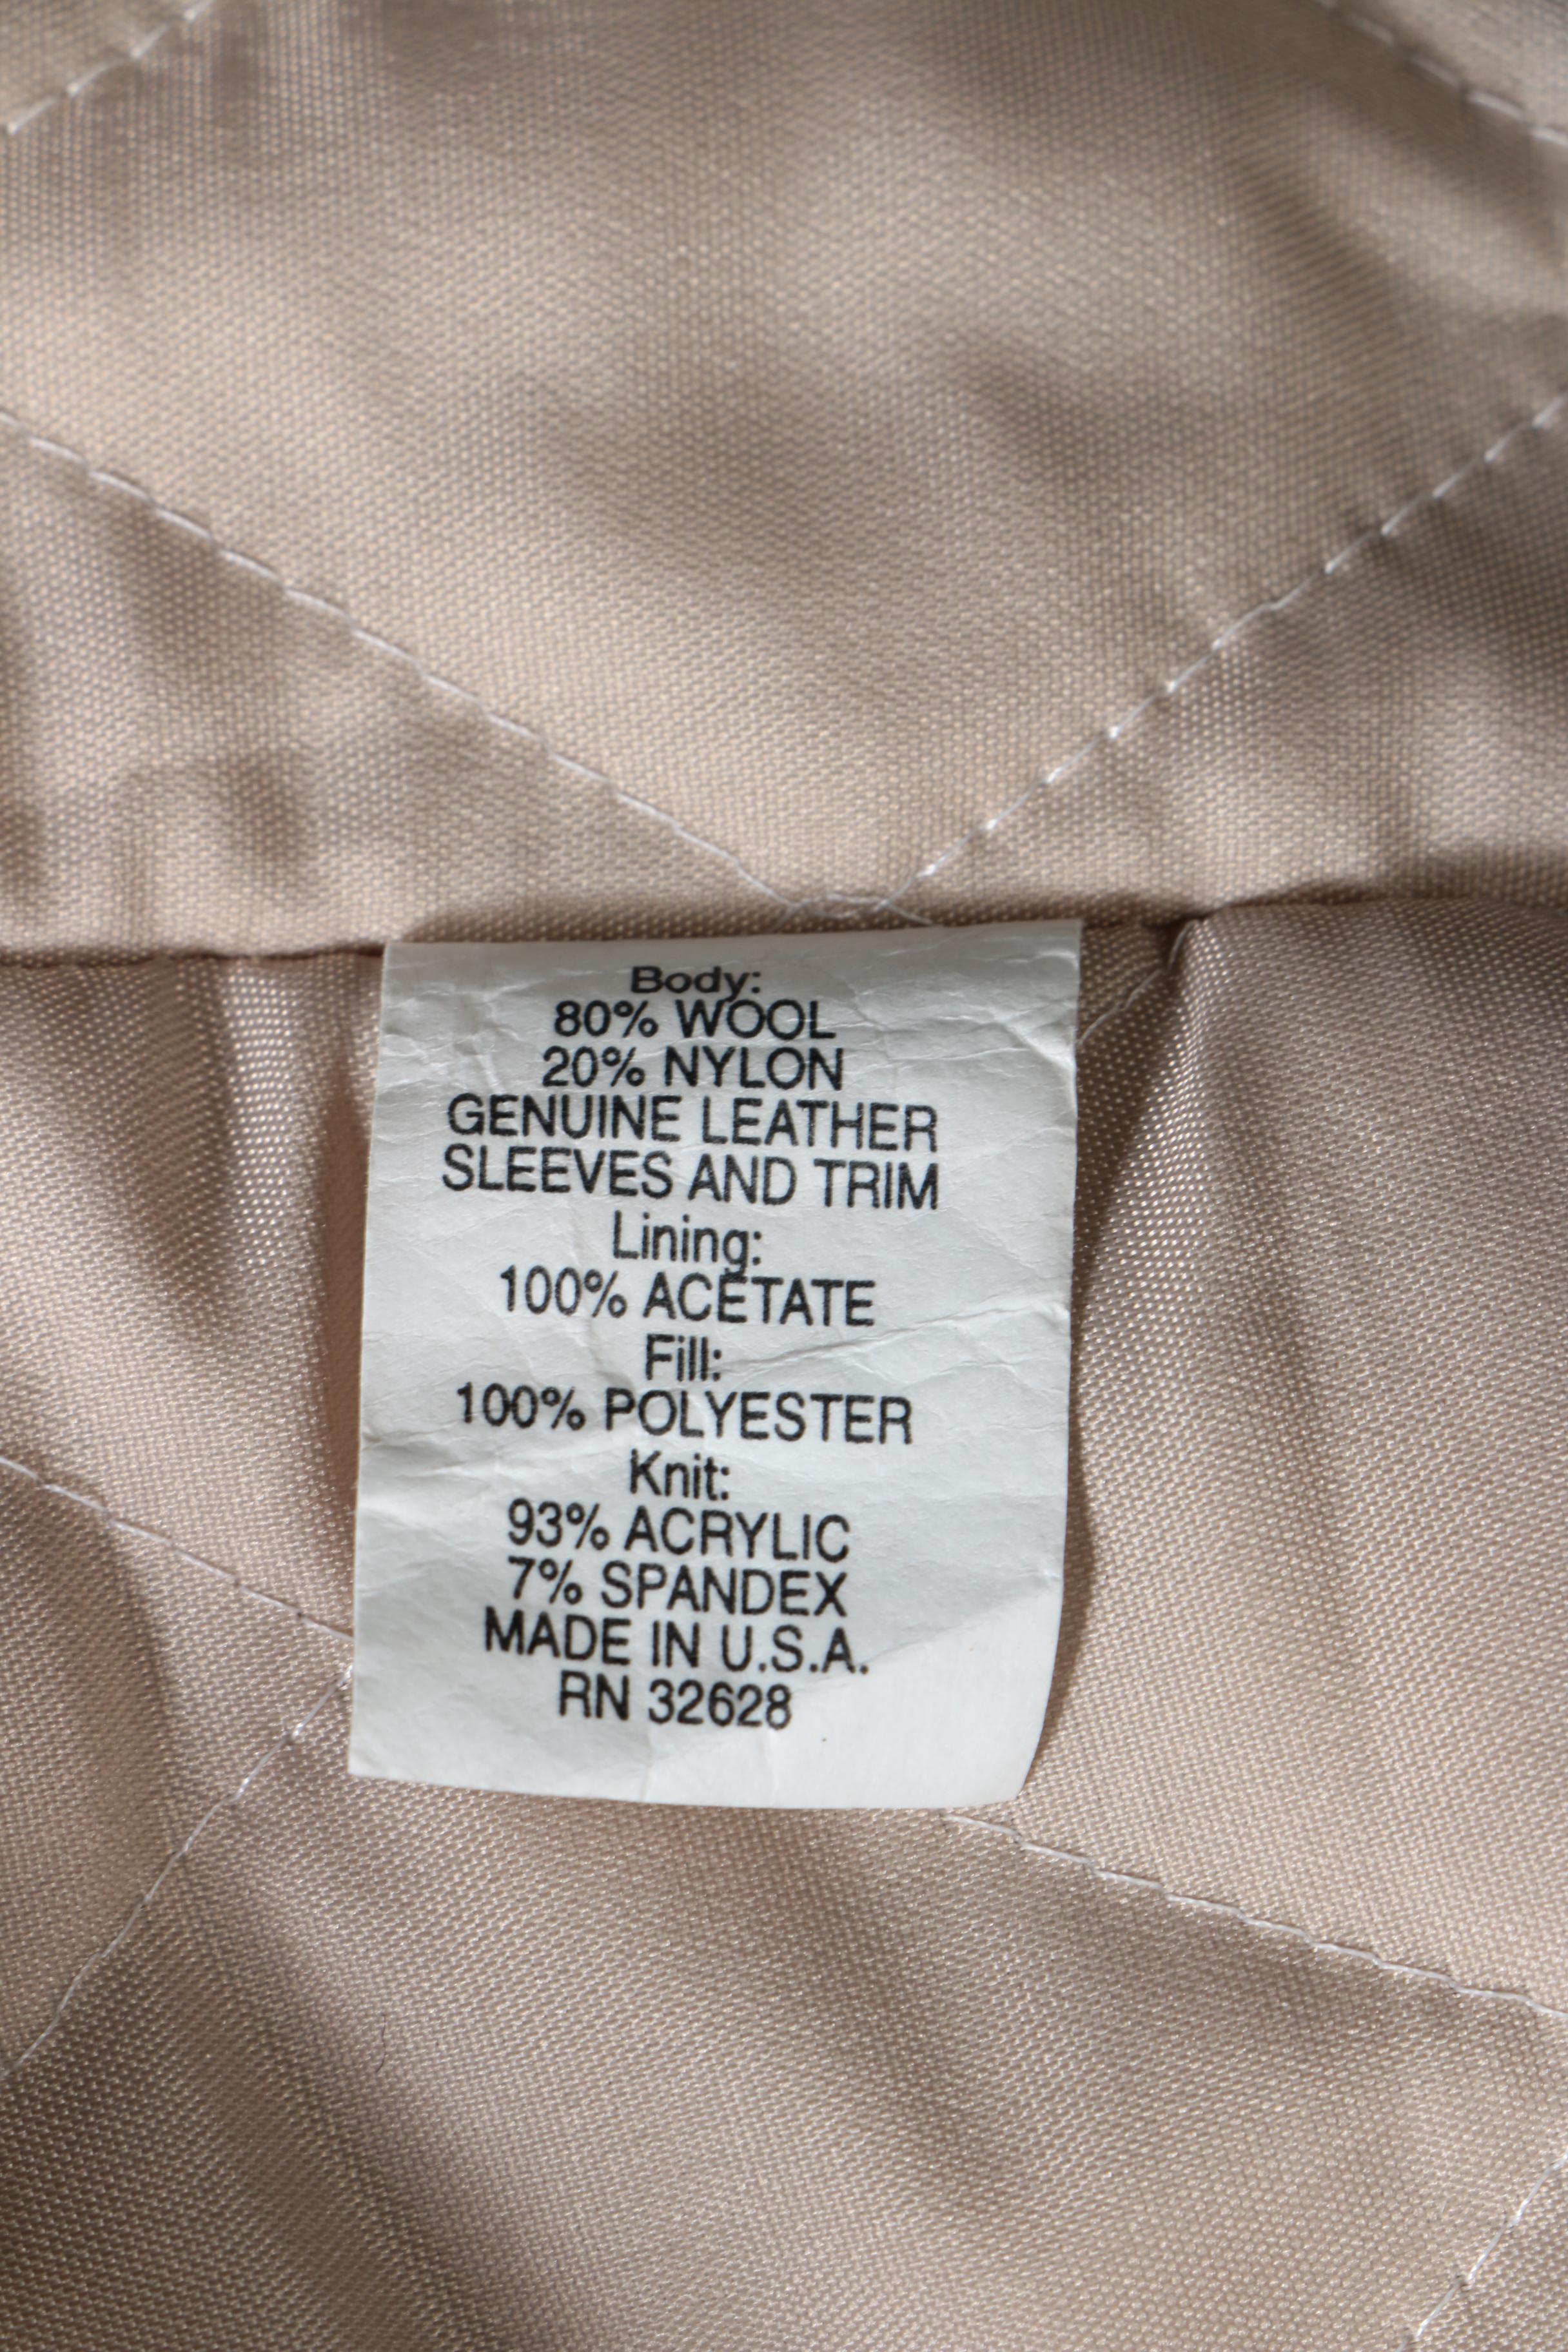 Body:
80% WOOL
20% NYLON
GENUINE LEATHER
SLEEVES AND TRIM
Lining:
100% ACETATE
Fill:
100% POLYESTER
Knit:
93% ACRYLIC
7% SPANDEX
MADE IN U.S.A.
RN 32628